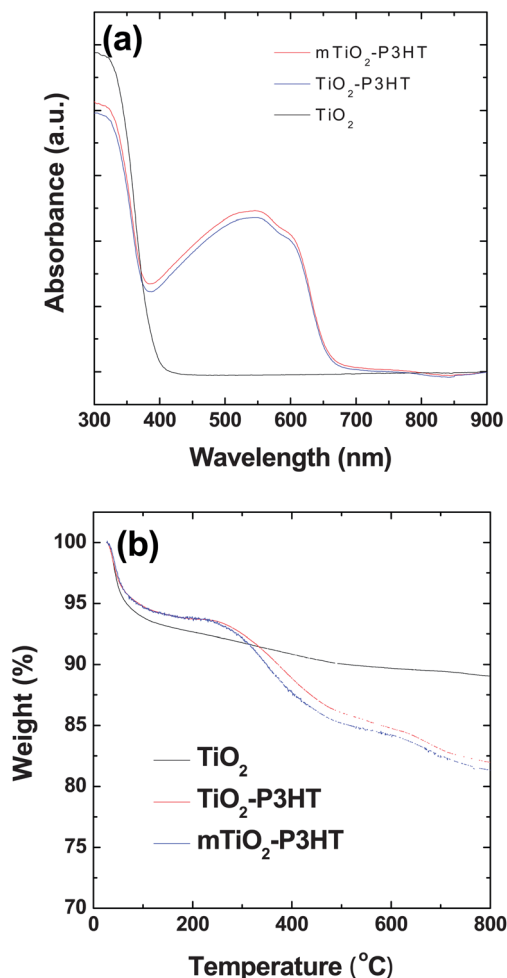 (a)
mTiO2-P3HT
TiO2-P3HT
TiO2
Absorbance (a.u.)
300 400 500 600 700 800 900
Wavelength (nm)
(b)
100
95
90
85
80
75
70
Weight (%)
TiO2
TiO2-P3HT
mTiO2-P3HT
0 200 400 600 800
Temperature (oC)